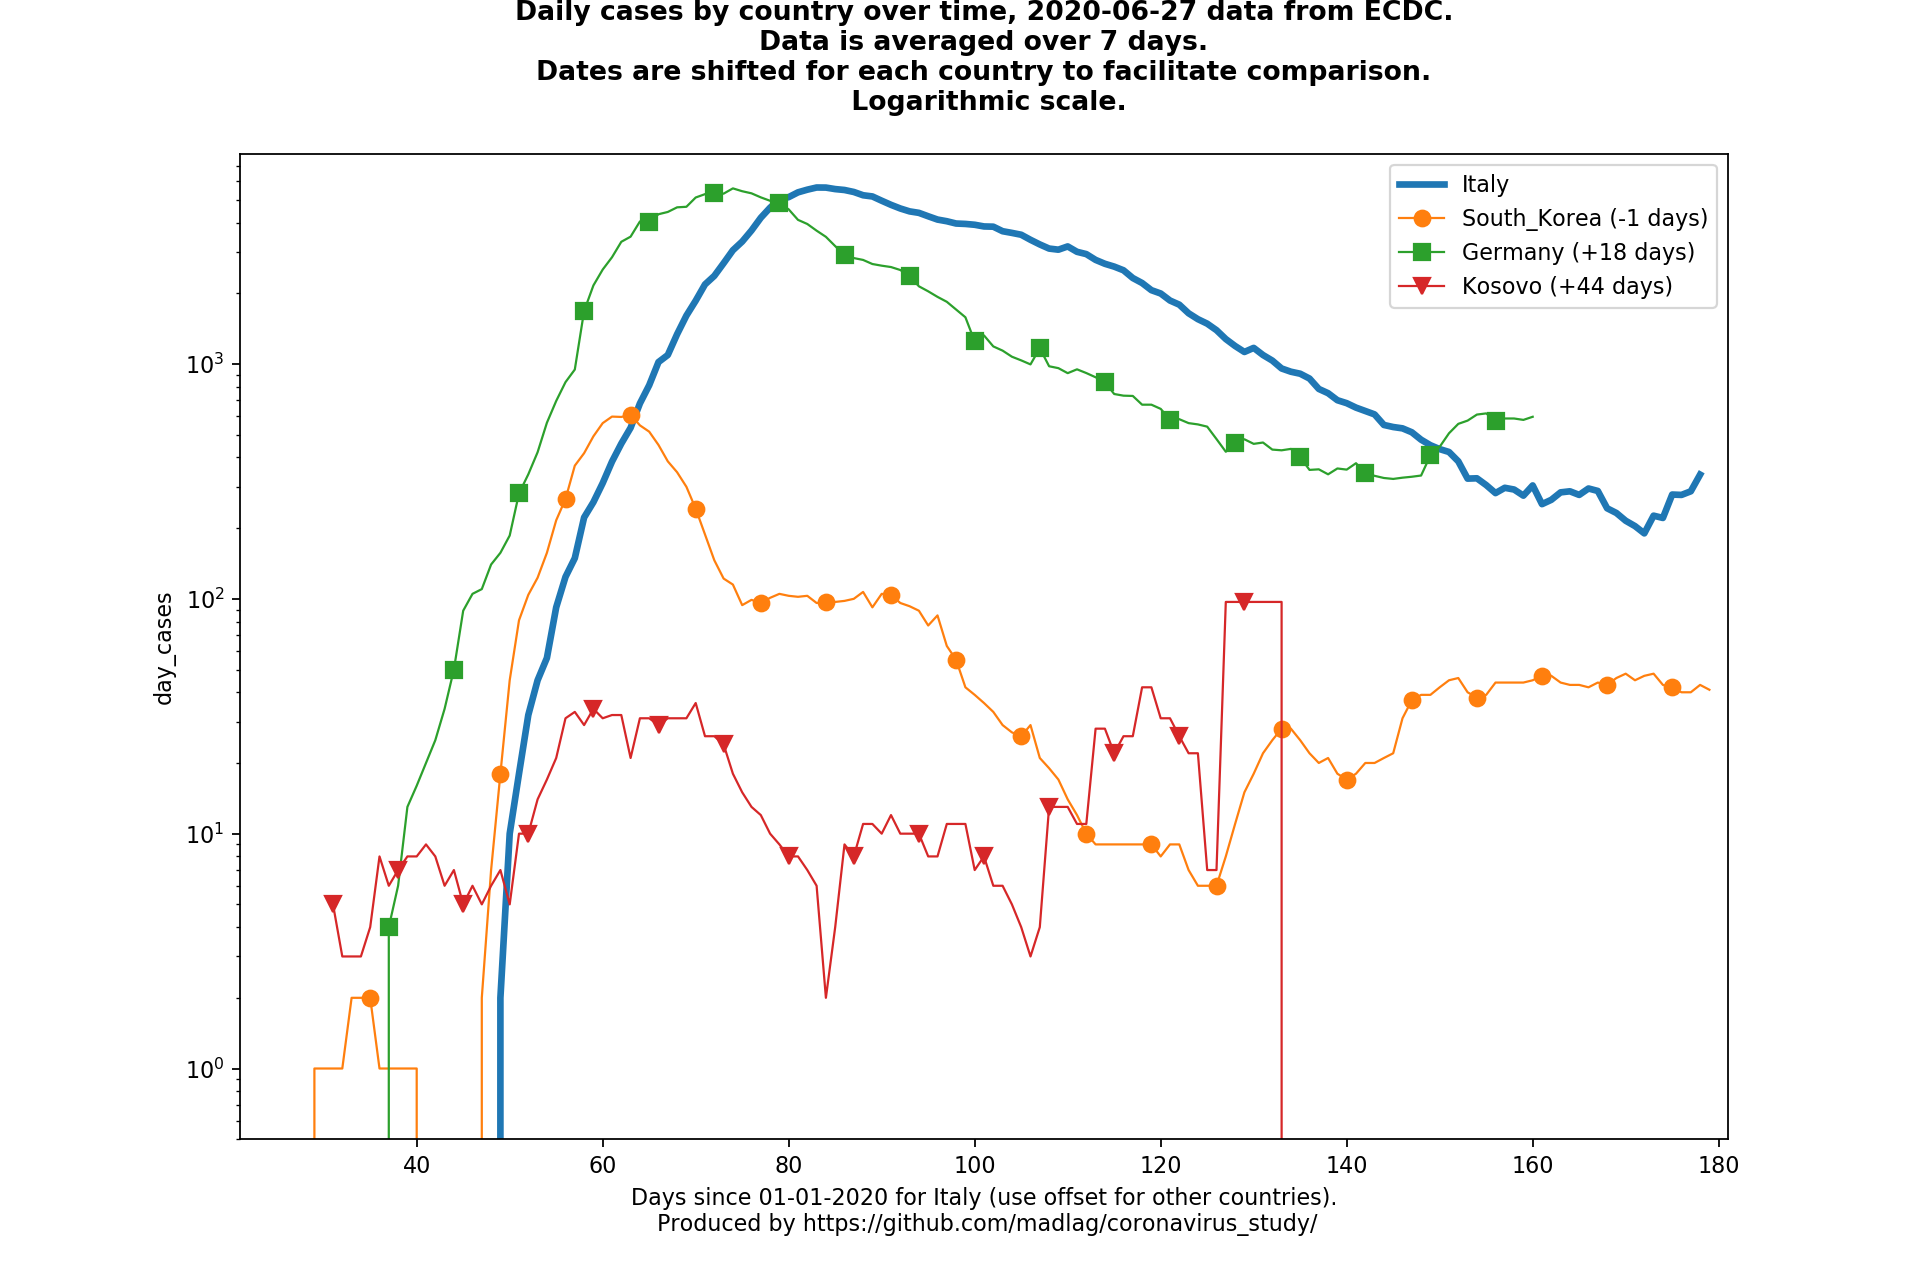 Daily cases by country over time, 2020-06-27 data from ECDC.
Data is averaged over 7 days.
Dates are shifted for each country to facilitate comparison.
Logarithmic scale.
Italy
South_Korea (-1 days)
Germany (+18 days)
Kosovo (+44 days)
day_cases
10³
10²
10¹
10⁰
40 60 80 100 120 140 160 180
Days since 01-01-2020 for Italy (use offset for other countries).
Produced by https://github.com/madlag/coronavirus_study/